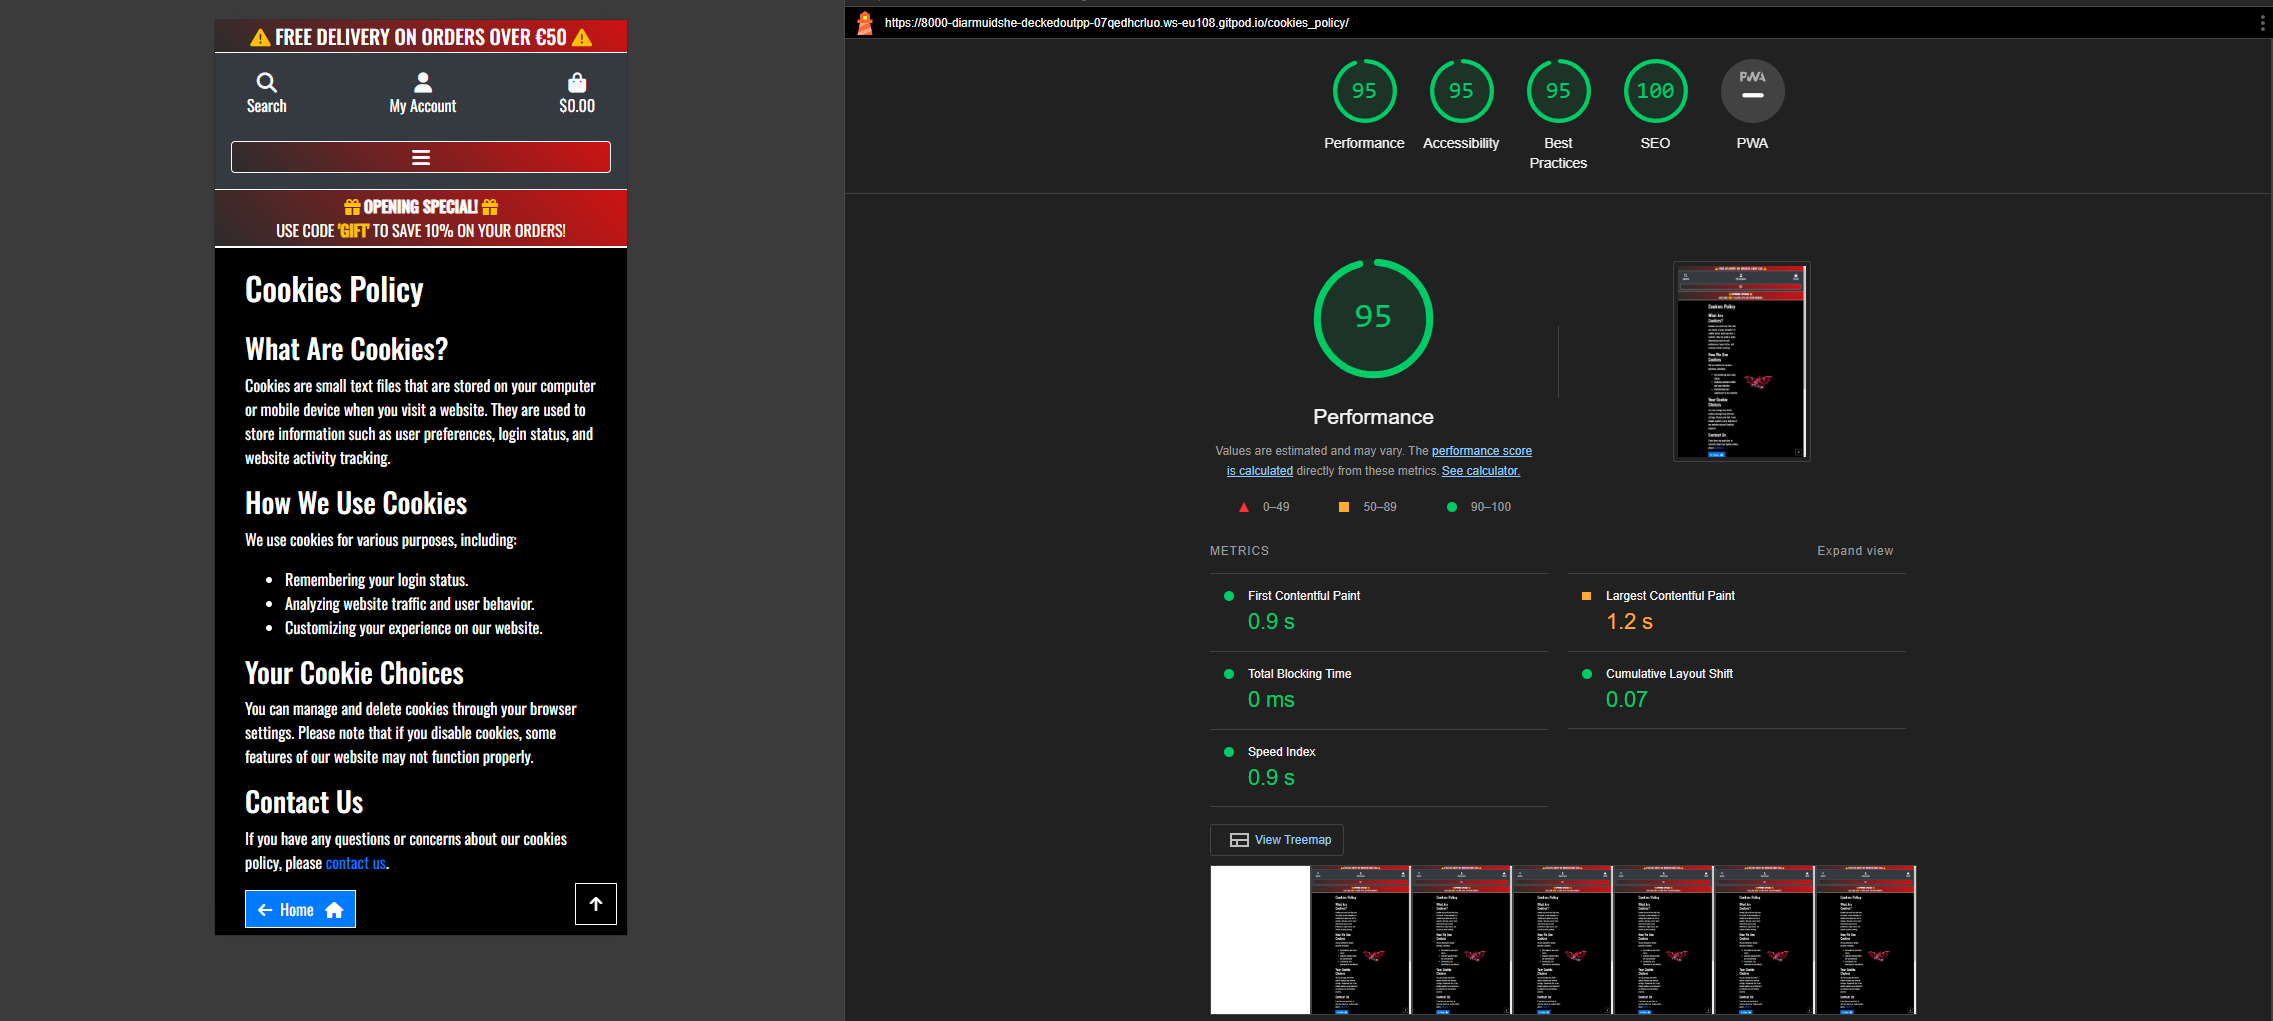 FREE DELIVERY ON ORDERS OVER €50
Search
My Account
$0.00
OPENING SPECIAL!
USE CODE 'GIFT' TO SAVE 10% ON YOUR ORDERS!
Cookies Policy
What Are Cookies?
Cookies are small text files that are stored on your computer
or mobile device when you visit a website. They are used to
store information such as user preferences, login status, and
website activity tracking.
How We Use Cookies
We use cookies for various purposes, including:
Remembering your login status.
Analyzing website traffic and user behavior.
Customizing your experience on our website.
Your Cookie Choices
You can manage and delete cookies through your browser
settings. Please note that if you disable cookies, some
features of our website may not function properly.
Contact Us
If you have any questions or concerns about our cookies
policy, please contact us.
Home
https://8000-diarmuidshe-deckedoutpp-07qedhcrluo.ws-eu108.gitpod.io/cookies_policy/
95
Performance
95
Accessibility
95
Best
Practices
100
SEO
PWA
PWA
95
Performance
Values are estimated and may vary. The performance score
is calculated directly from these metrics. See calculator.
0–49
50–89
90–100
METRICS
Expand view
First Contentful Paint
0.9 s
Largest Contentful Paint
1.2 s
Total Blocking Time
0 ms
Cumulative Layout Shift
0.07
Speed Index
0.9 s
View Treemap